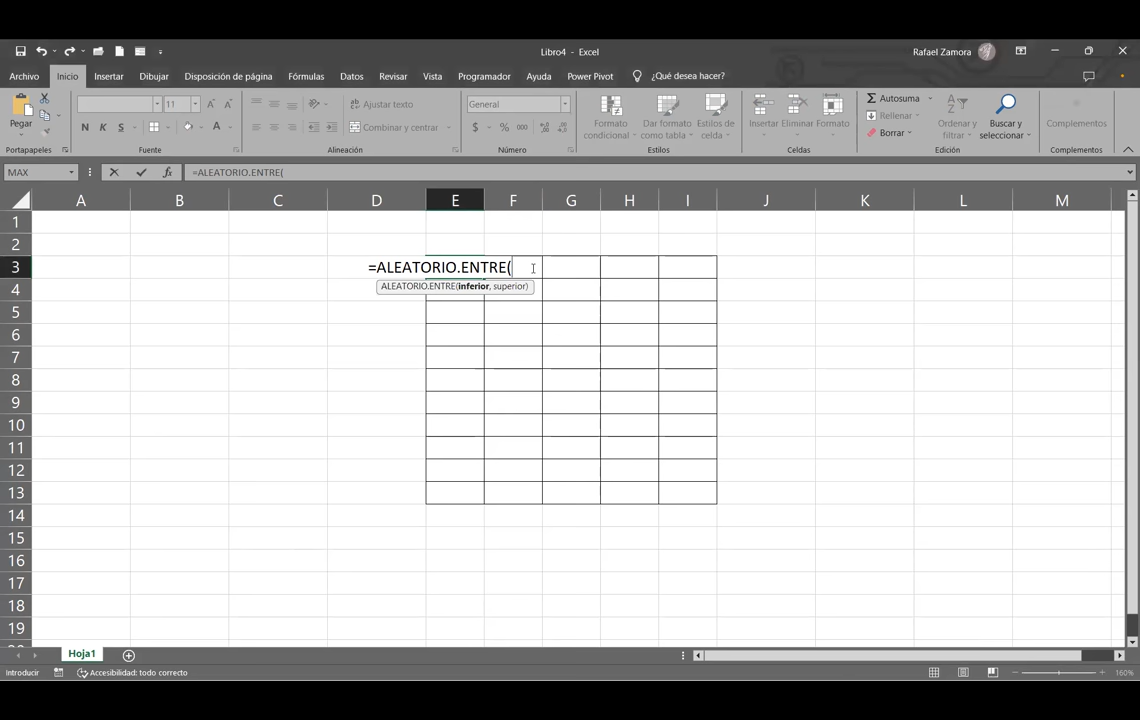 Libro4 - Excel
Rafael Zamora
Archivo
Inicio
Insertar
Dibujar
Disposición de página
Fórmulas
Datos
Revisar
Vista
Programador
Ayuda
Power Pivot
¿Qué desea hacer?
Pegar
Portapapeles
11
N K S
Fuente
Ajustar texto
Combinar y centrar
Alineación
General
$ % 000
Número
Formato condicional
Dar formato como tabla
Estilos de celda
Estilos
Insertar
Eliminar
Formato
Celdas
Autosuma
Rellenar
Borrar
Ordenar y filtrar
Buscar y seleccionar
Edición
Complementos
Complementos
MAX
fx
=ALEATORIO.ENTRE(
A B C D E F G H I J K L M
1
2
3 =ALEATORIO.ENTRE(
ALEATORIO.ENTRE(inferior, superior)
4
5
6
7
8
9
10
11
12
13
14
15
16
17
18
19
Hoja1
Introducir
Accesibilidad: todo correcto
160%